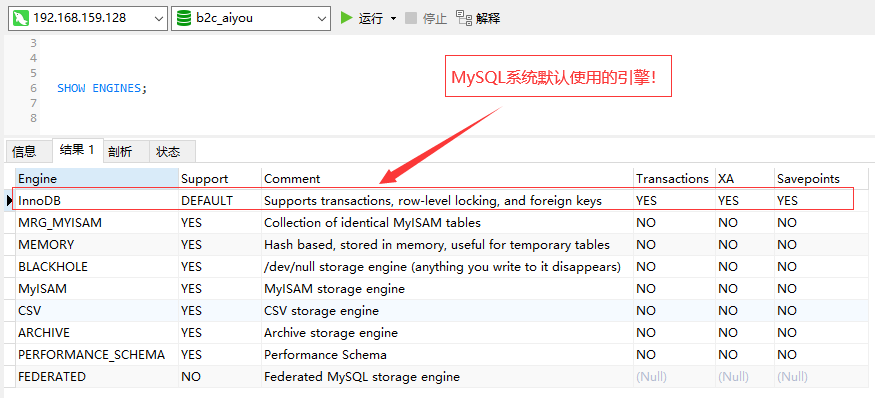 192.168.159.128 b2c_aiyou 运行 停止 解释
3
4
5
6 SHOW ENGINES;
7
8
MySQL系统默认使用的引擎！
信息 结果 1 剖析 状态
Engine Support Comment Transactions XA Savepoints
InnoDB DEFAULT Supports transactions, row-level locking, and foreign keys YES YES YES
MRG_MYISAM YES Collection of identical MyISAM tables NO NO NO
MEMORY YES Hash based, stored in memory, useful for temporary tables NO NO NO
BLACKHOLE YES /dev/null storage engine (anything you write to it disappears) NO NO NO
MyISAM YES MyISAM storage engine NO NO NO
CSV YES CSV storage engine NO NO NO
ARCHIVE YES Archive storage engine NO NO NO
PERFORMANCE_SCHEMA YES Performance Schema NO NO NO
FEDERATED NO Federated MySQL storage engine (Null) (Null) (Null)